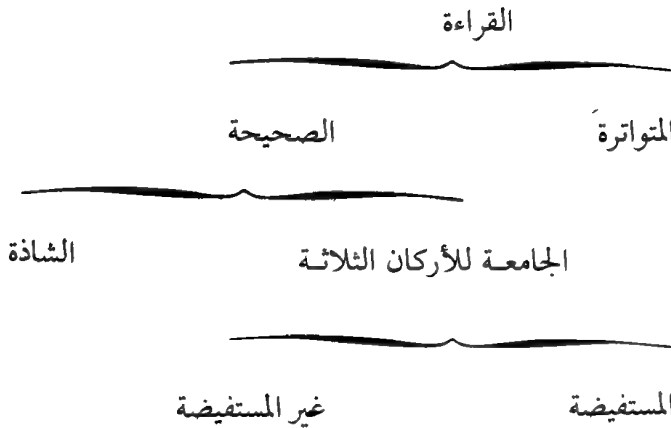 القراءة
المتواترة الصحيحة
الجامعة للأركان الثلاثة الشاذة
المستفيضة غير المستفيضة